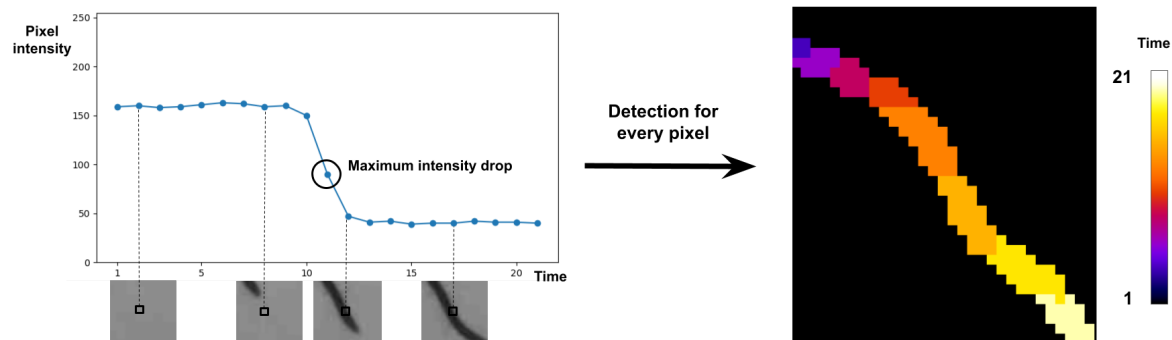 Pixel
intensity
250
200
150
100
50
0
1
5
10
15
20
Time
Maximum intensity drop
Detection for
every pixel
Time
21
1